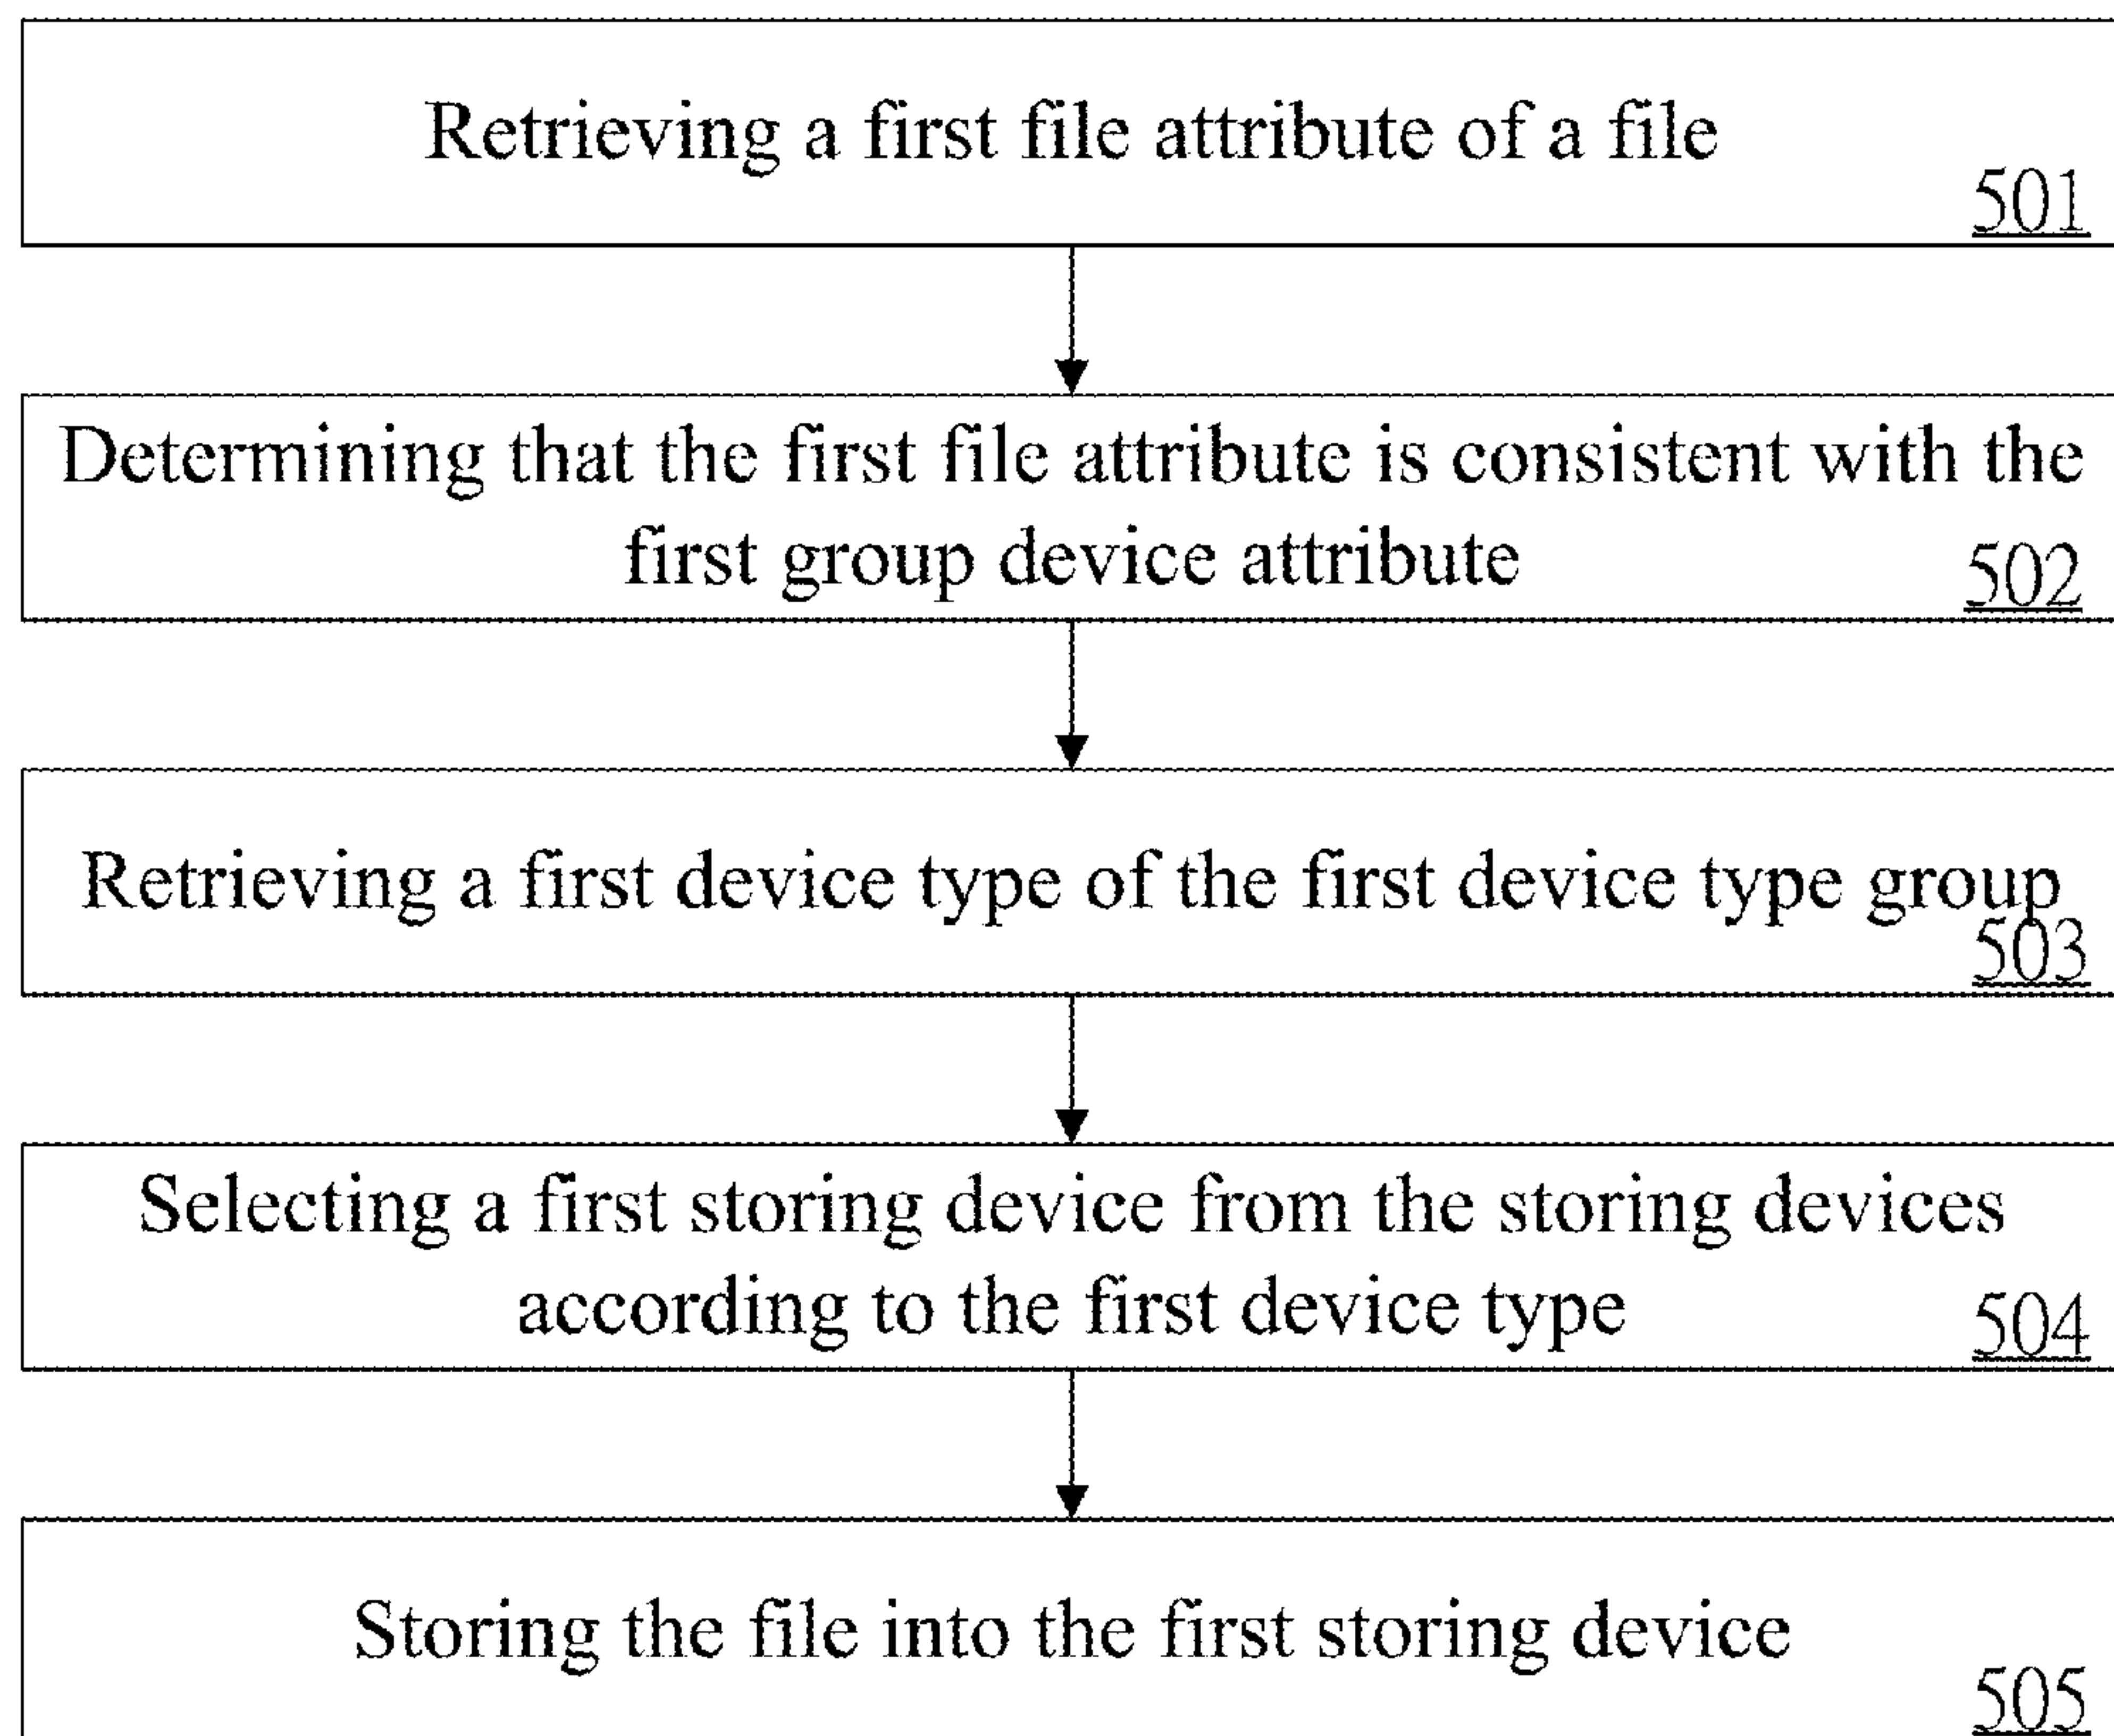 Retrieving a first file attribute of a file
501
Determining that the first file attribute is consistent with the
first group device attribute
502
Retrieving a first device type of the first device type group
503
Selecting a first storing device from the storing devices
according to the first device type
504
Storing the file into the first storing device
505